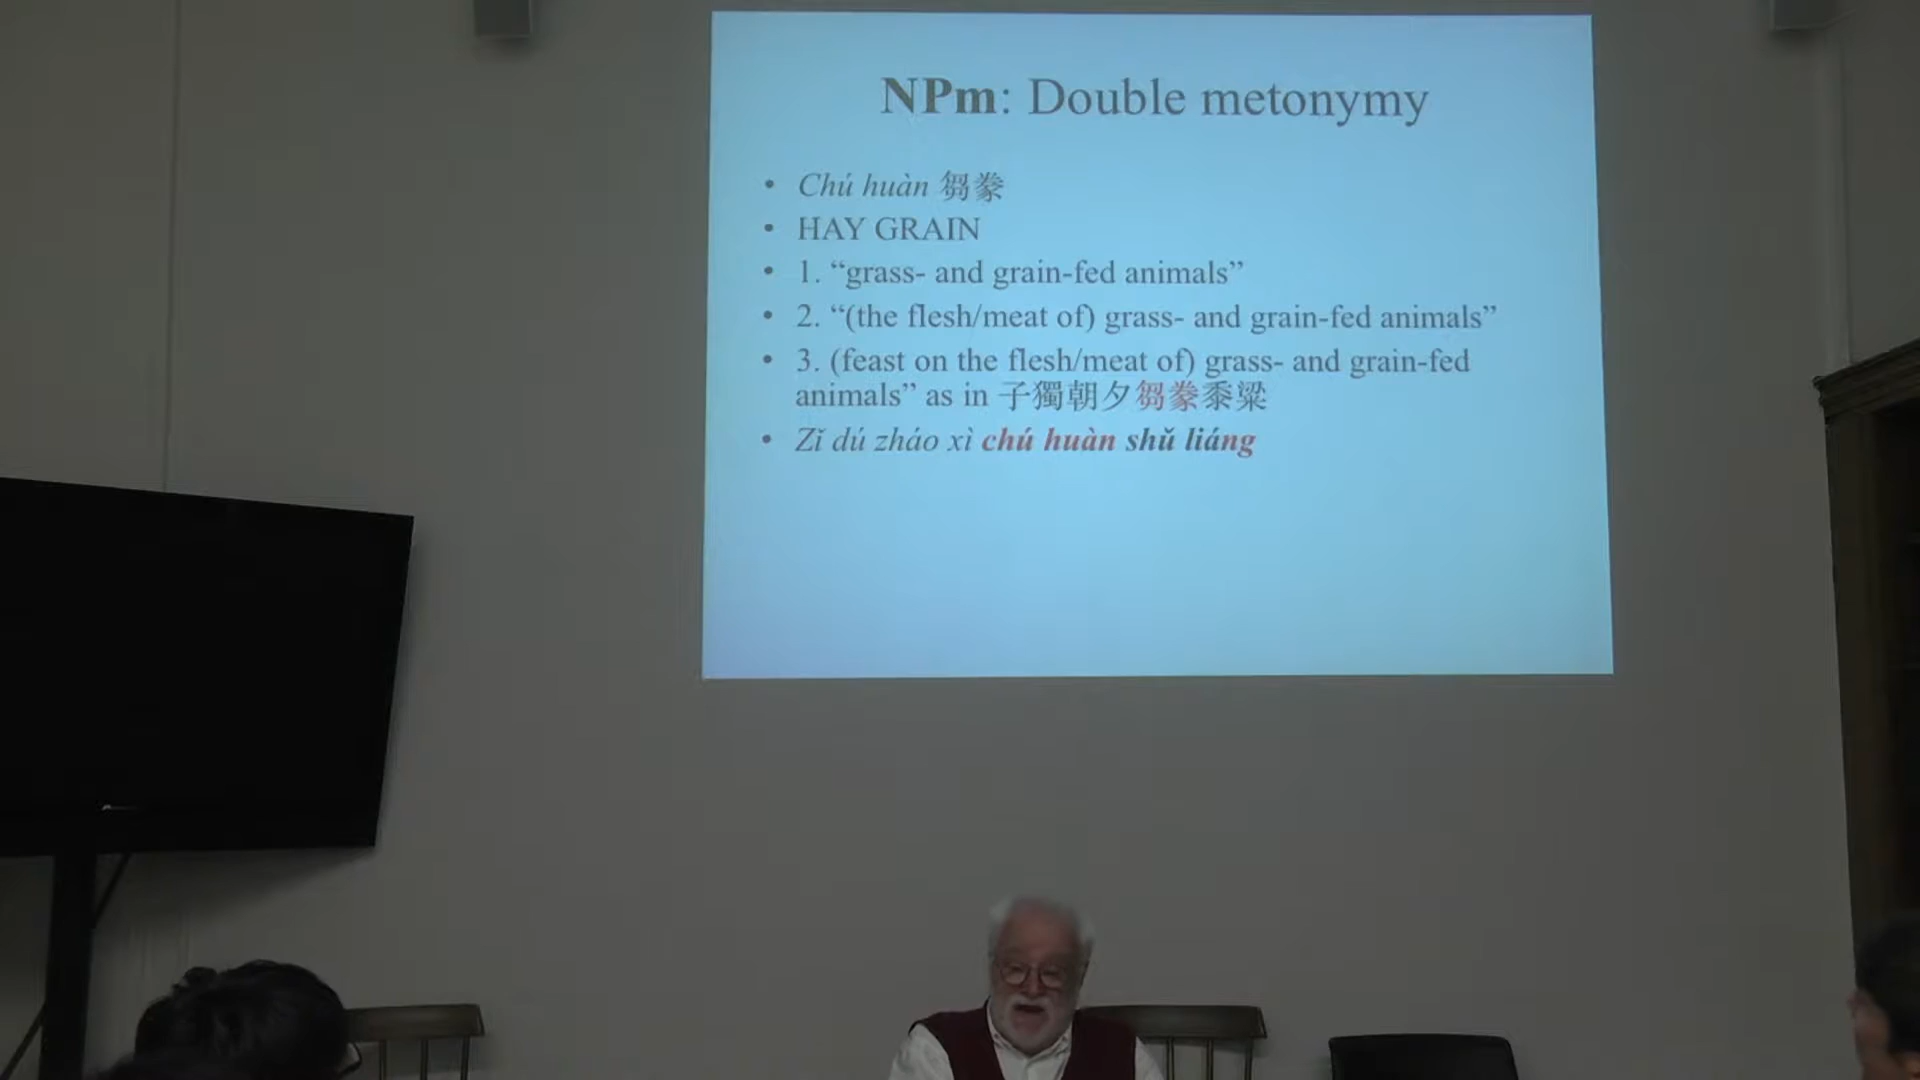 NPm: Double metonymy
• Chú huàn 芻豢
• HAY GRAIN
• 1. “grass- and grain-fed animals”
• 2. “(the flesh/meat of) grass- and grain-fed animals”
• 3. (feast on the flesh/meat of) grass- and grain-fed
animals” as in 子獨朝夕芻豢黍粱
• Zǐ dú zháo xì chú huàn shǔ liáng